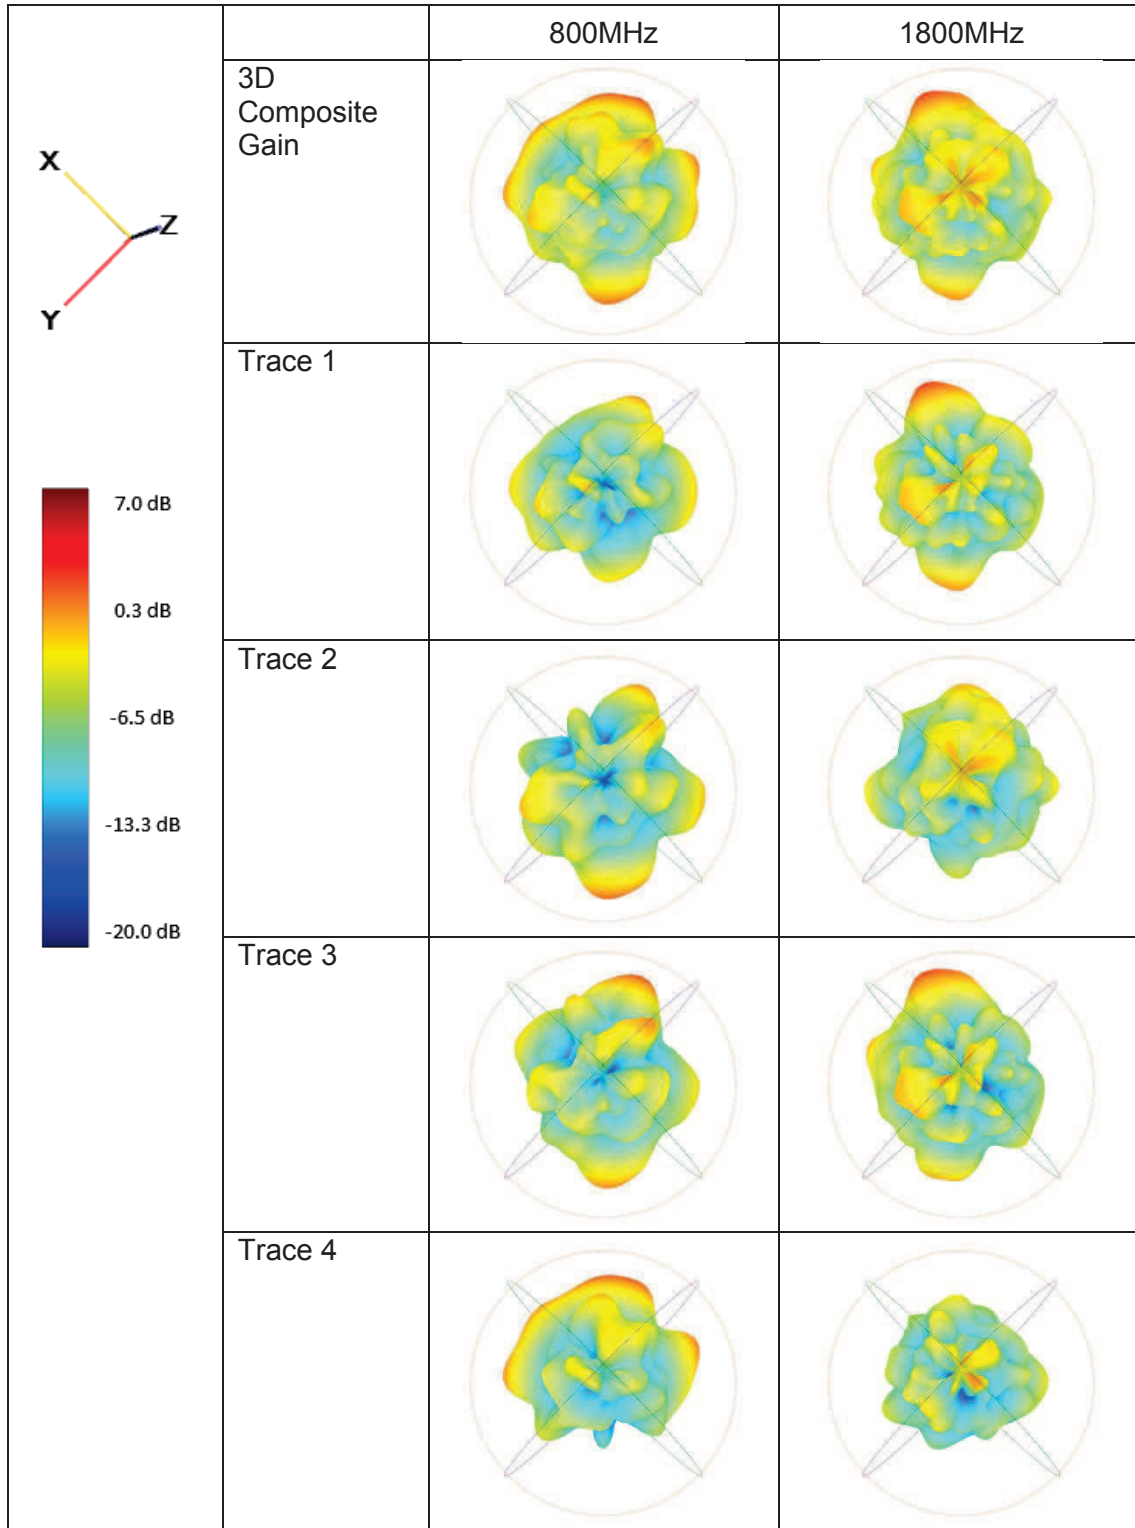 800MHz
1800MHz
3D
Composite
Gain
X
Z
Y
Trace 1
7.0 dB
0.3 dB
-6.5 dB
-13.3 dB
-20.0 dB
Trace 2
Trace 3
Trace 4